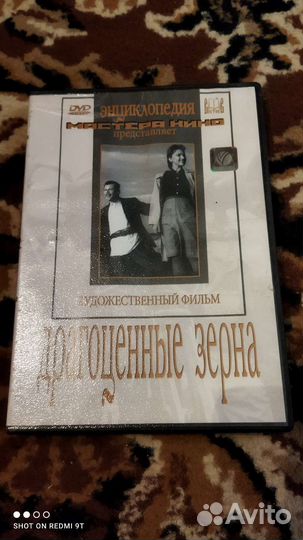 DVD
ЭНЦИКЛОПЕДИЯ
МАСТЕРА КИНО
представляет
ХУДОЖЕСТВЕННЫЙ ФИЛЬМ
ДРАГОЦЕННЫЕ ЗЕРНА
SHOT ON REDMI 9T
Avito